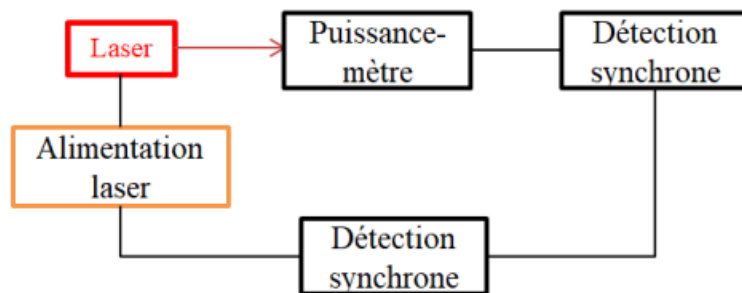 Laser
Puissance-
mètre
Détection
synchrone
Alimentation
laser
Détection
synchrone